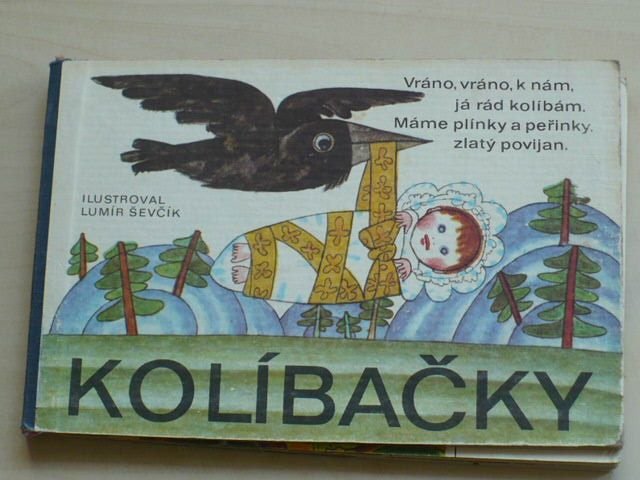 Vráno, vráno, k nám,
já rád kolíbám.
Máme plínky a peřinky,
zlatý povijan.
ILUSTROVAL
LUMÍR ŠEVČÍK
KOLÍBAČKY